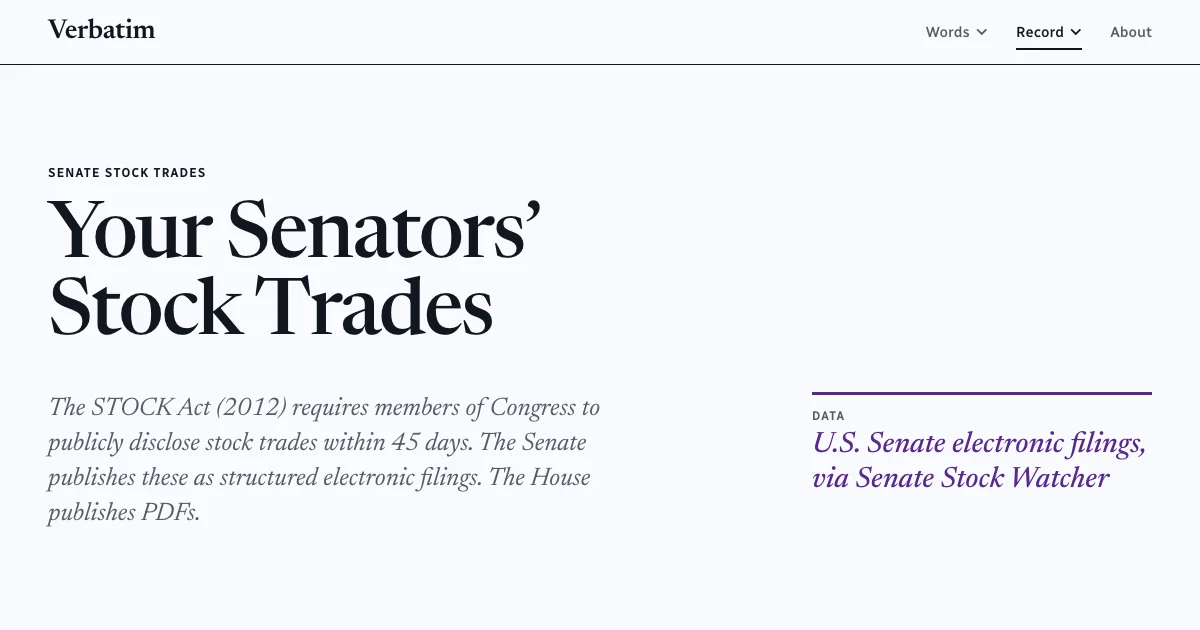 Verbatim
Words
Record
About
SENATE STOCK TRADES
Your Senators’
Stock Trades
The STOCK Act (2012) requires members of Congress to
publicly disclose stock trades within 45 days. The Senate
publishes these as structured electronic filings. The House
publishes PDFs.
DATA
U.S. Senate electronic filings,
via Senate Stock Watcher